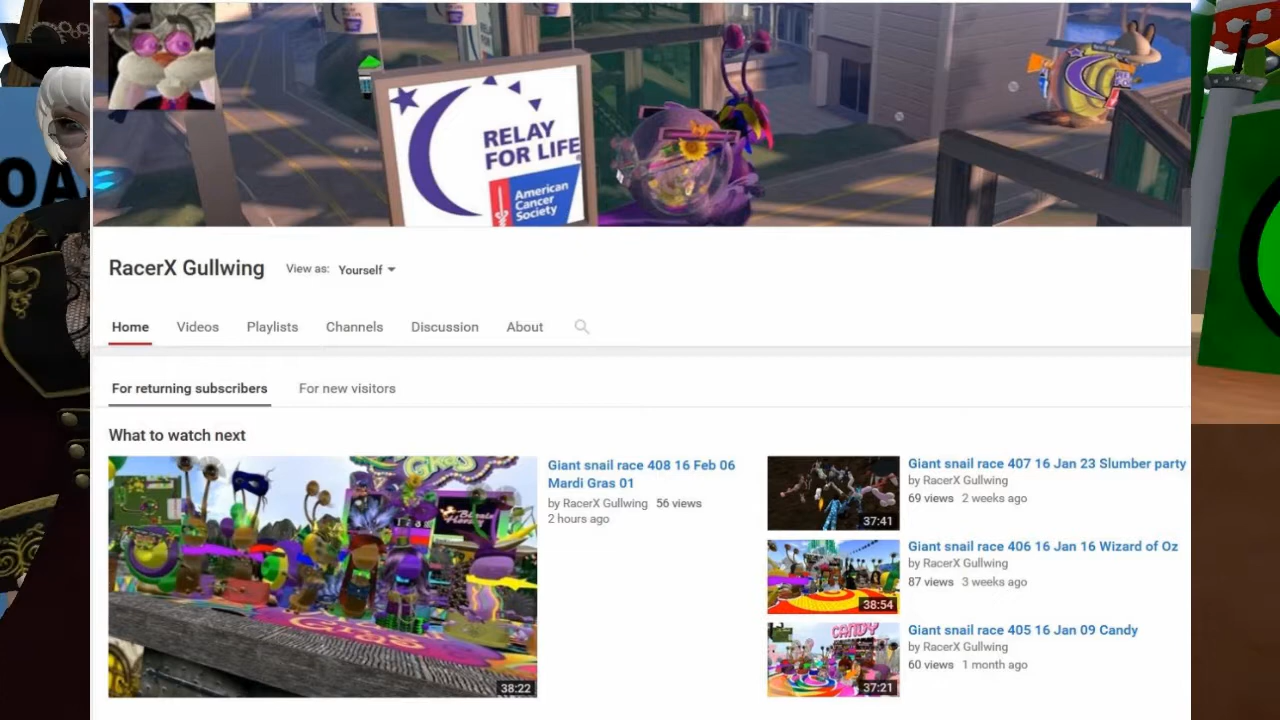 RELAY
FOR LIFE
American
Cancer
Society
RacerX Gullwing
View as: Yourself
Home Videos Playlists Channels Discussion About
For returning subscribers For new visitors
What to watch next
Giant snail race 408 16 Feb 06
Mardi Gras 01
by RacerX Gullwing 56 views
2 hours ago
38:22
Giant snail race 407 16 Jan 23 Slumber party
by RacerX Gullwing
69 views 2 weeks ago
37:41
Giant snail race 406 16 Jan 16 Wizard of Oz
by RacerX Gullwing
87 views 3 weeks ago
38:54
Giant snail race 405 16 Jan 09 Candy
by RacerX Gullwing
60 views 1 month ago
CANDY
37:21
OA